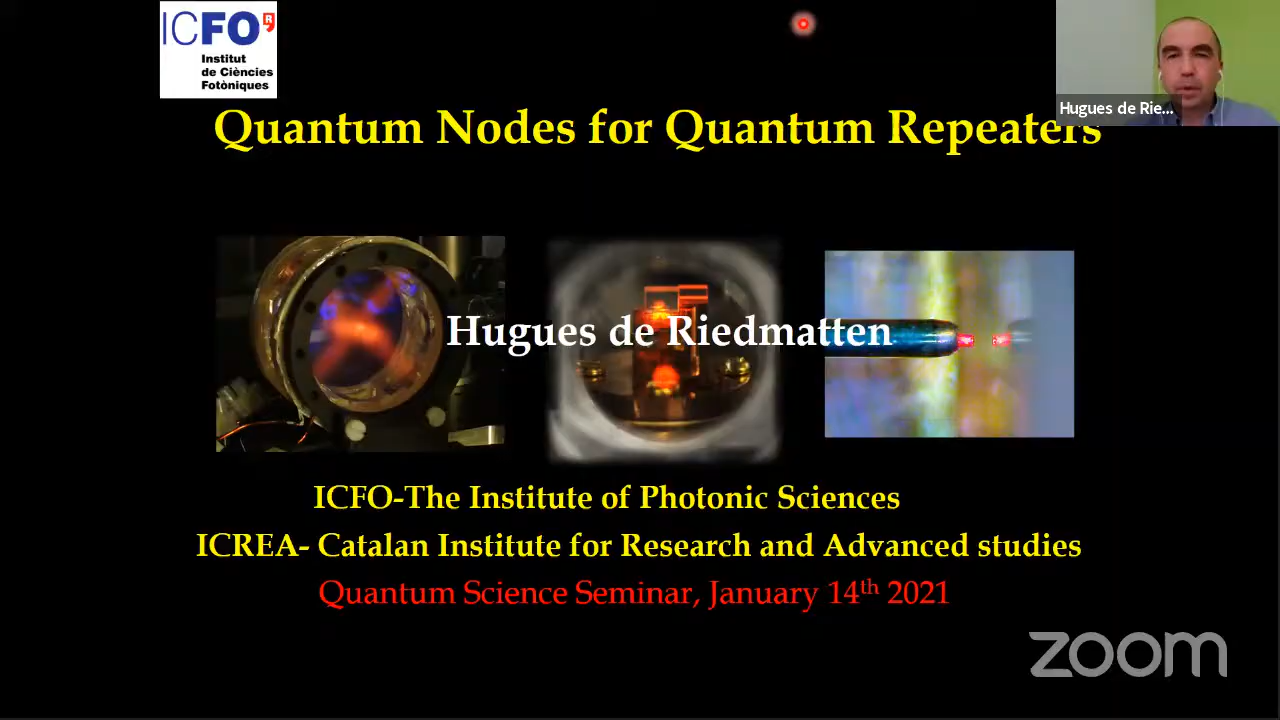 ICFOR
Institut
de Ciències
Fotòniques
Quantum Nodes for Quantum Repeaters
Hugues de Rie...
Hugues de Riedmatten
ICFO-The Institute of Photonic Sciences
ICREA- Catalan Institute for Research and Advanced studies
Quantum Science Seminar, January 14th 2021
zoom